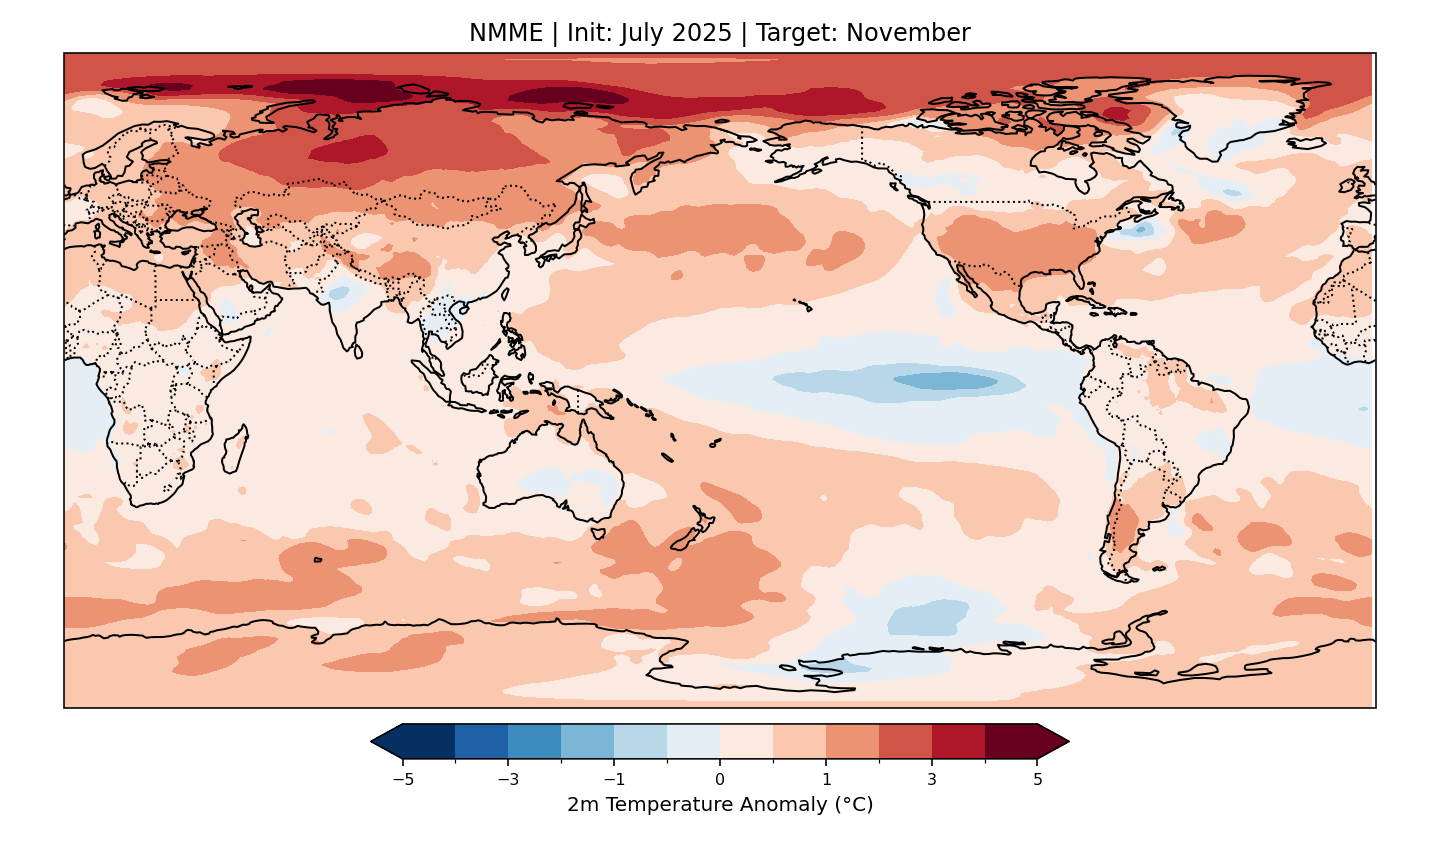 NMME | Init: July 2025 | Target: November
−5 −3 −1 0 1 3 5
2m Temperature Anomaly (°C)